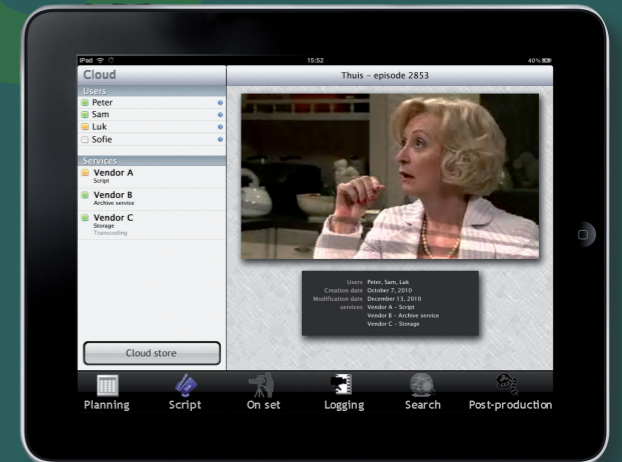 iPad
15:52
40%
Cloud
Thuis - episode 2853
Users
Peter
Sam
Luk
Sofie
Services
Vendor A
Script
Vendor B
Archive service
Vendor C
Storage
Transcoding
Users Peter, Sam, Luk
Creation date October 7, 2010
Modification date December 13, 2010
services Vendor A - Script
Vendor B - Archive service
Vendor C - Storage
Cloud store
Planning Script On set Logging Search Post-production